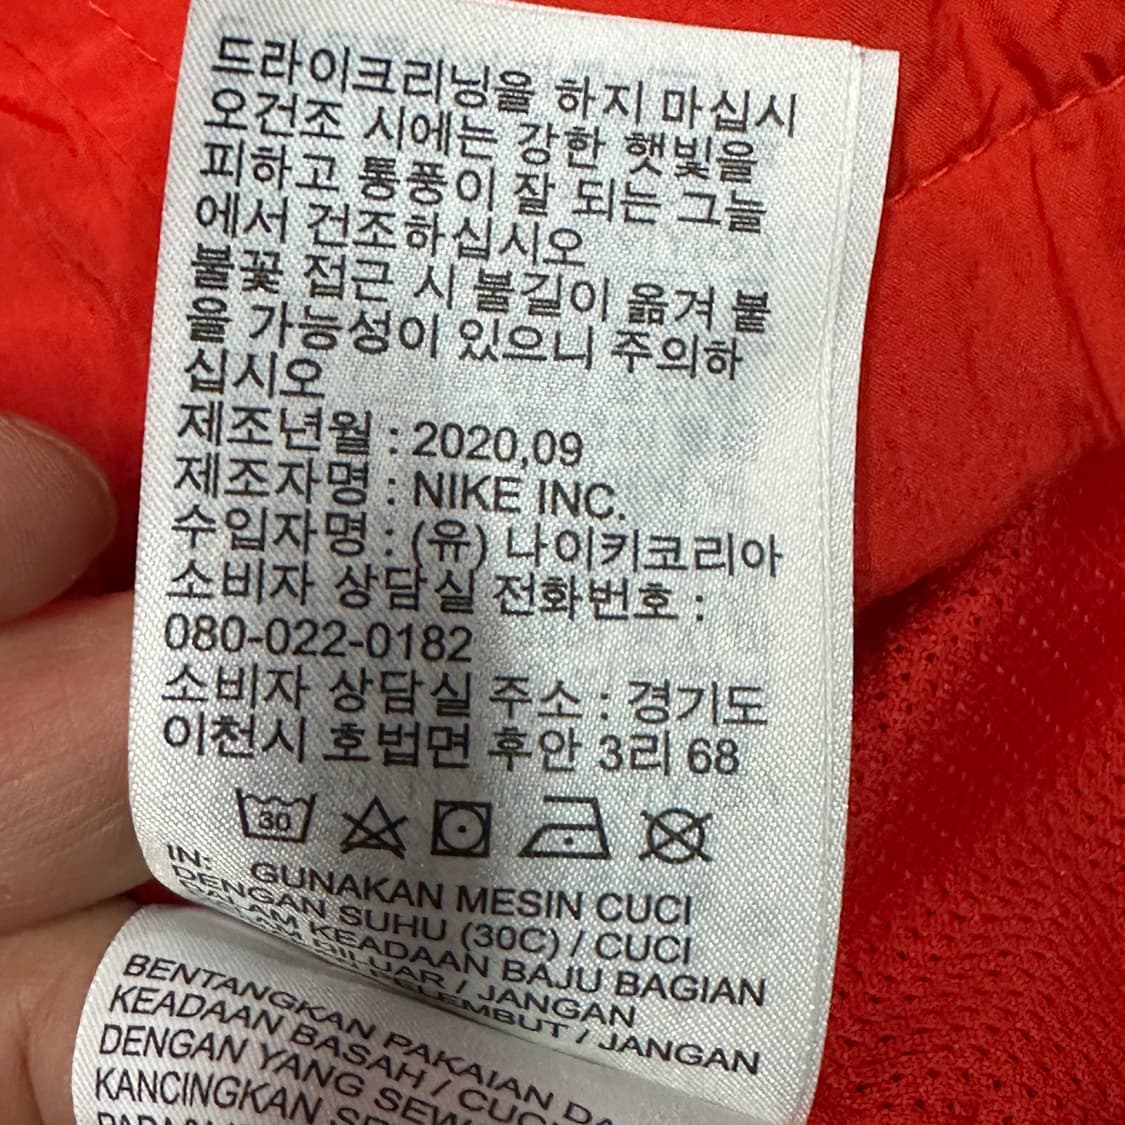 드라이크리닝을 하지 마십시
오건조 시에는 강한 햇빛을
피하고 통풍이 잘 되는 그늘
에서 건조하십시오
불꽃 접근 시 불길이 옮겨 붙
을 가능성이 있으니 주의하
십시오
제조년월 : 2020,09
제조자명 : NIKE INC.
수입자명 : (유) 나이키코리아
소비자 상담실 전화번호 :
080-022-0182
소비자 상담실 주소 : 경기도
이천시 호법면 후안 3리 68
30
IN: GUNAKAN MESIN CUCI
DENGAN SUHU (30C) / CUCI
DALAM KEADAAN BAJU BAGIAN
DILUAR / JANGAN
/ JANGAN
BENTANGKAN PAKAIAN
KEADAAN BASAH / CUCI
DENGAN YANG
KANCINGKAN